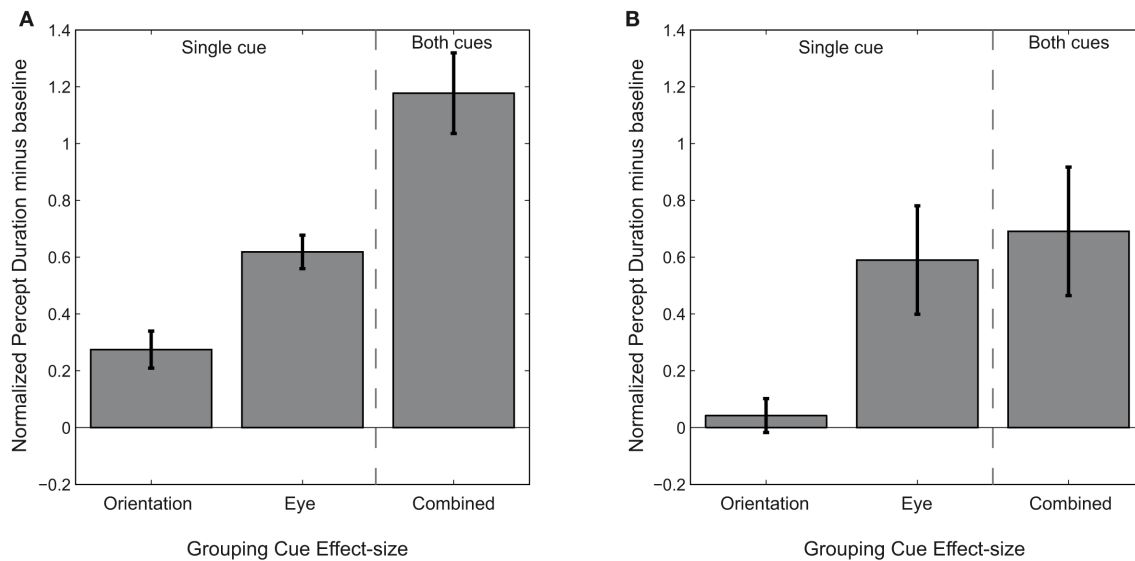 A
Normalized Percept Duration minus baseline
1.4
1.2
1
0.8
0.6
0.4
0.2
0
−0.2
Single cue
Both cues
Orientation Eye Combined
Grouping Cue Effect-size
B
Normalized Percept Duration minus baseline
1.4
1.2
1
0.8
0.6
0.4
0.2
0
−0.2
Single cue
Both cues
Orientation Eye Combined
Grouping Cue Effect-size